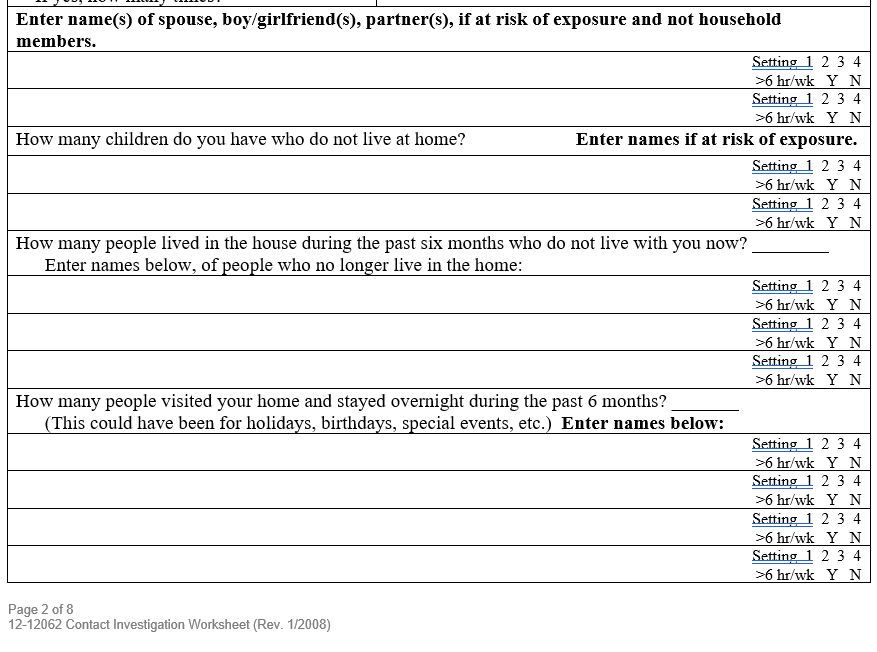 Enter name(s) of spouse, boy/girlfriend(s), partner(s), if at risk of exposure and not household
members.
Setting 1 2 3 4
>6 hr/wk Y N
Setting 1 2 3 4
>6 hr/wk Y N
How many children do you have who do not live at home? Enter names if at risk of exposure.
Setting 1 2 3 4
>6 hr/wk Y N
Setting 1 2 3 4
>6 hr/wk Y N
How many people lived in the house during the past six months who do not live with you now? ________
Enter names below, of people who no longer live in the home:
Setting 1 2 3 4
>6 hr/wk Y N
Setting 1 2 3 4
>6 hr/wk Y N
Setting 1 2 3 4
>6 hr/wk Y N
How many people visited your home and stayed overnight during the past 6 months? _______
(This could have been for holidays, birthdays, special events, etc.) Enter names below:
Setting 1 2 3 4
>6 hr/wk Y N
Setting 1 2 3 4
>6 hr/wk Y N
Setting 1 2 3 4
>6 hr/wk Y N
Setting 1 2 3 4
>6 hr/wk Y N
Page 2 of 8
12-12062 Contact Investigation Worksheet (Rev. 1/2008)